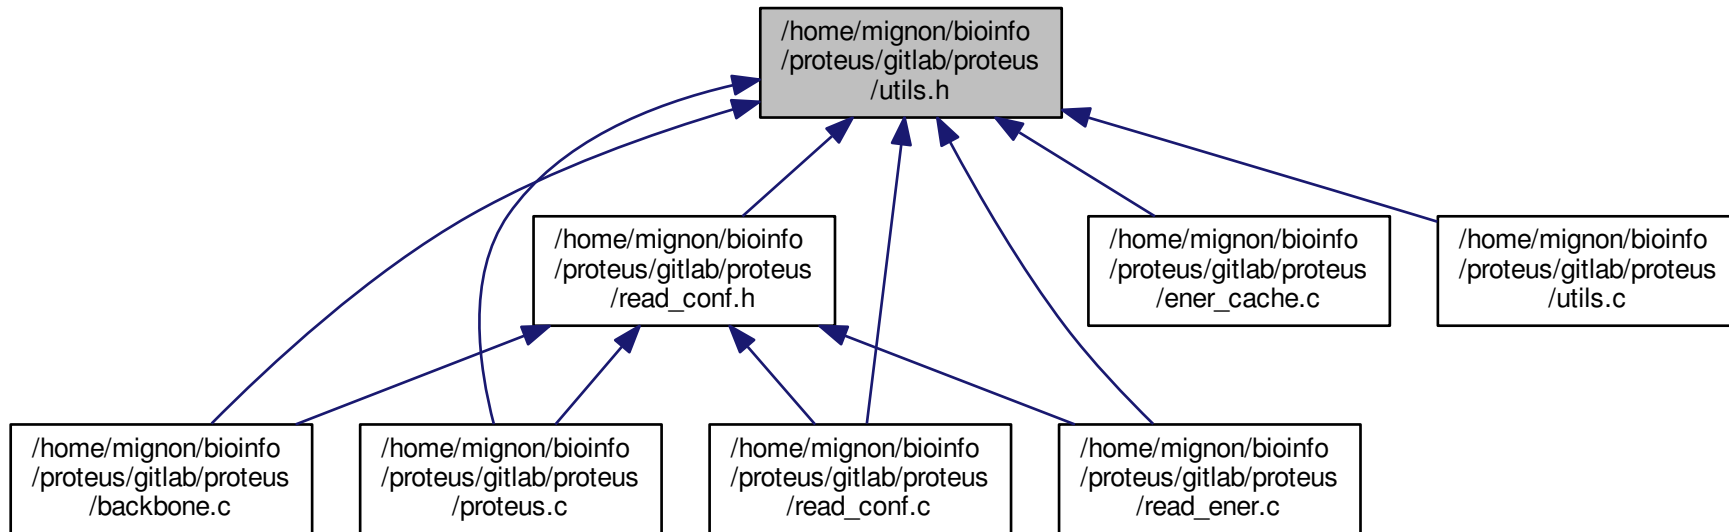 /home/mignon/bioinfo
/proteus/gitlab/proteus
/utils.h
/home/mignon/bioinfo
/proteus/gitlab/proteus
/read_conf.h
/home/mignon/bioinfo
/proteus/gitlab/proteus
/ener_cache.c
/home/mignon/bioinfo
/proteus/gitlab/proteus
/utils.c
/home/mignon/bioinfo
/proteus/gitlab/proteus
/backbone.c
/home/mignon/bioinfo
/proteus/gitlab/proteus
/proteus.c
/home/mignon/bioinfo
/proteus/gitlab/proteus
/read_conf.c
/home/mignon/bioinfo
/proteus/gitlab/proteus
/read_ener.c